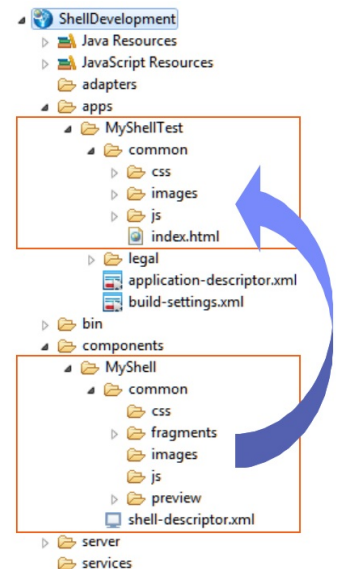 ShellDevelopment
Java Resources
JavaScript Resources
adapters
apps
MyShellTest
common
css
images
js
index.html
legal
application-descriptor.xml
build-settings.xml
bin
components
MyShell
common
css
fragments
images
js
preview
shell-descriptor.xml
server
services